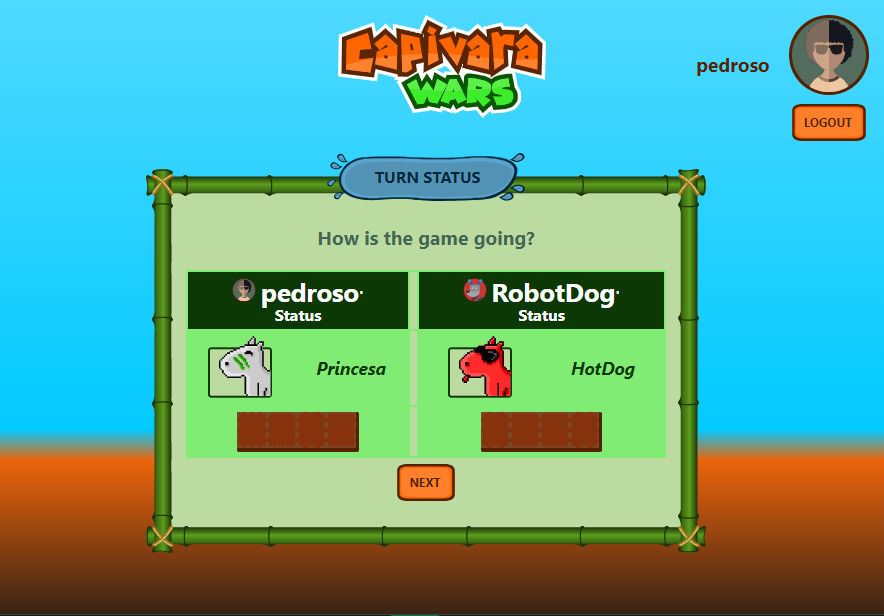 Capivara
WARS
pedroso
LOGOUT
TURN STATUS
How is the game going?
pedroso·
Status
RobotDog·
Status
Princesa
HotDog
NEXT